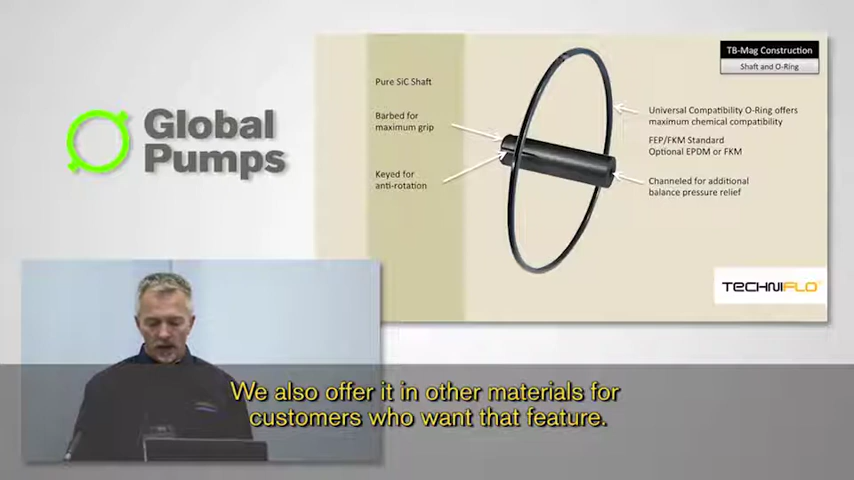 TB-Mag Construction
Shaft and O-Ring
Pure SiC Shaft
Barbed for
maximum grip
Keyed for
anti-rotation
Universal Compatibility O-Ring offers
maximum chemical compatibility
FEP/FKM Standard
Optional EPDM or FKM
Channeled for additional
balance pressure relief
Global
Pumps
TECHNIFLO
We also offer it in other materials for
customers who want that feature.